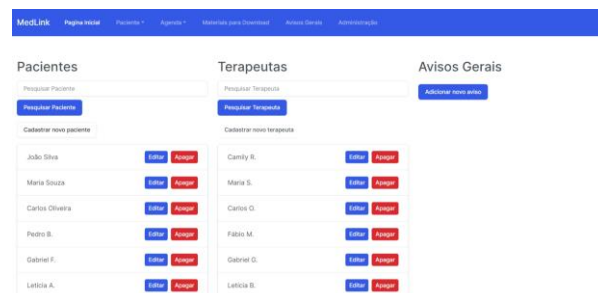 MedLink Pagina Inicial Paciente Agenda Materiais para Download Avisos Gerais Administração
Pacientes
Pesquisar Paciente
Pesquisar Paciente
Cadastrar novo paciente
João Silva Editar Apagar
Maria Souza Editar Apagar
Carlos Oliveira Editar Apagar
Pedro B. Editar Apagar
Gabriel F. Editar Apagar
Letícia A. Editar Apagar
Terapeutas
Pesquisar Terapeuta
Pesquisar Terapeuta
Cadastrar novo terapeuta
Camily R. Editar Apagar
Maria S. Editar Apagar
Carlos O. Editar Apagar
Fábio M. Editar Apagar
Gabriel G. Editar Apagar
Letícia B. Editar Apagar
Avisos Gerais
Adicionar novo aviso